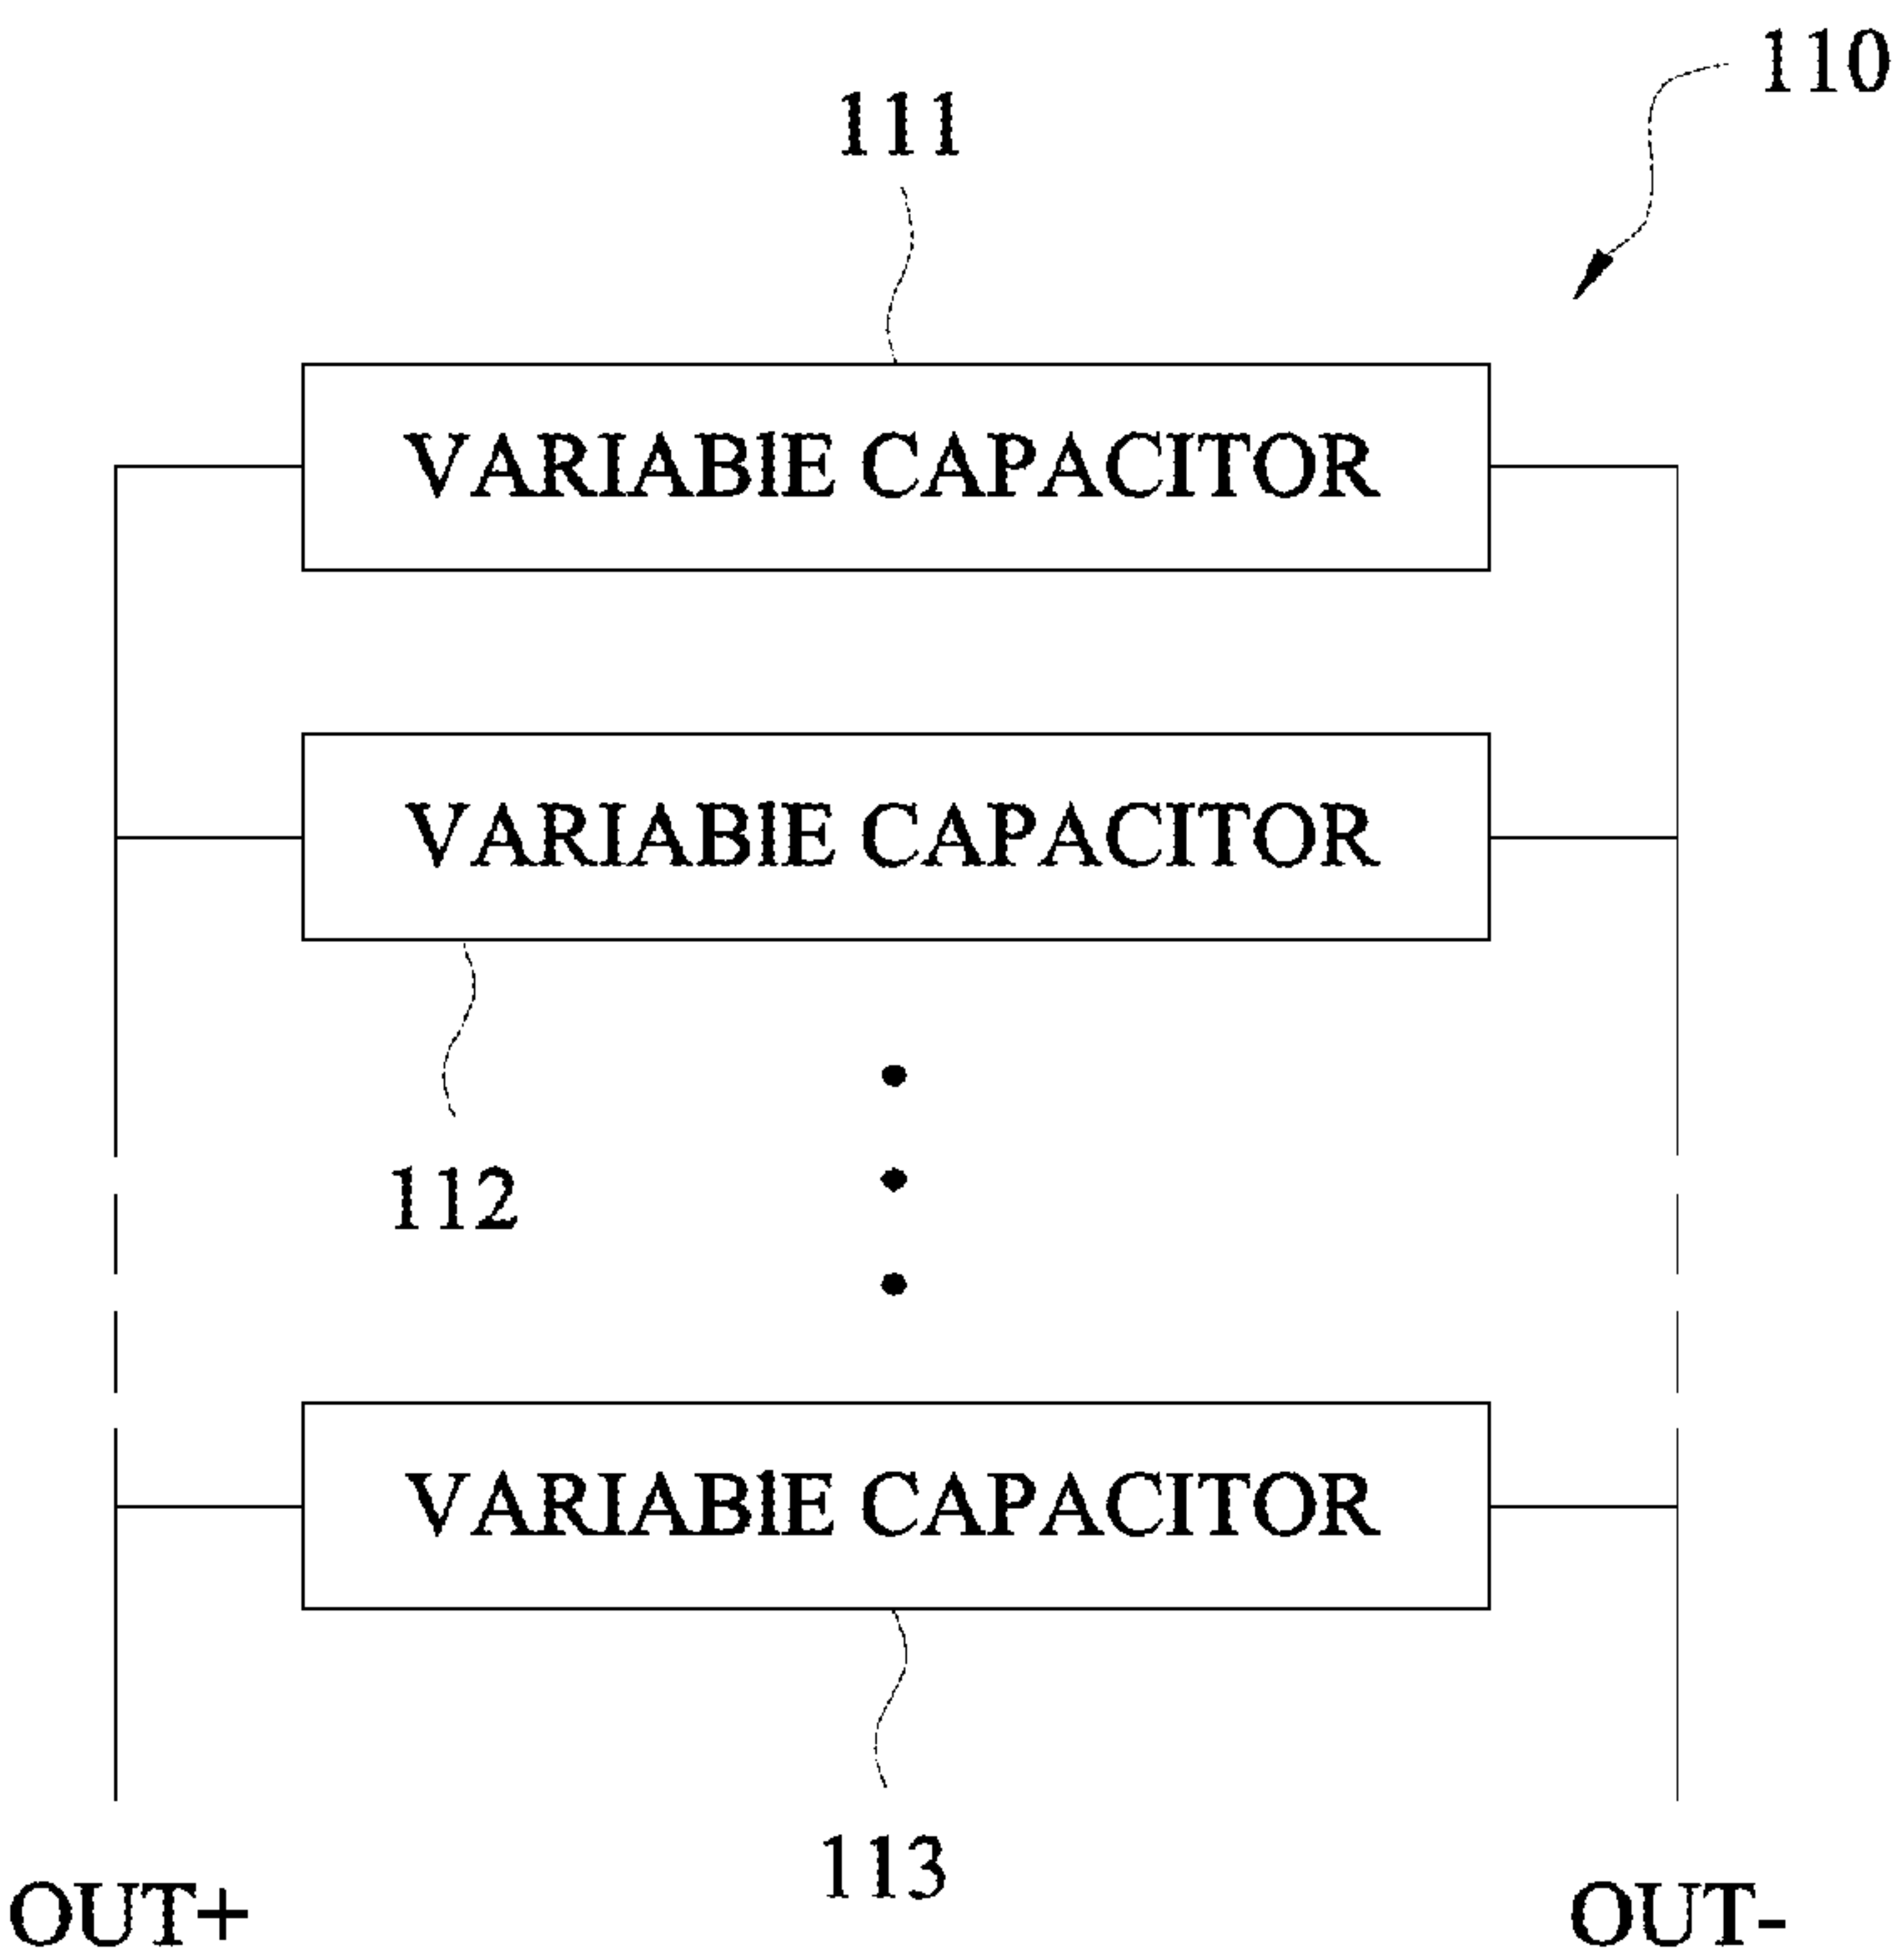 110
111
VARIABlE CAPACITOR
VARIABlE CAPACITOR
112
VARIABlE CAPACITOR
113
OUT+ OUT-